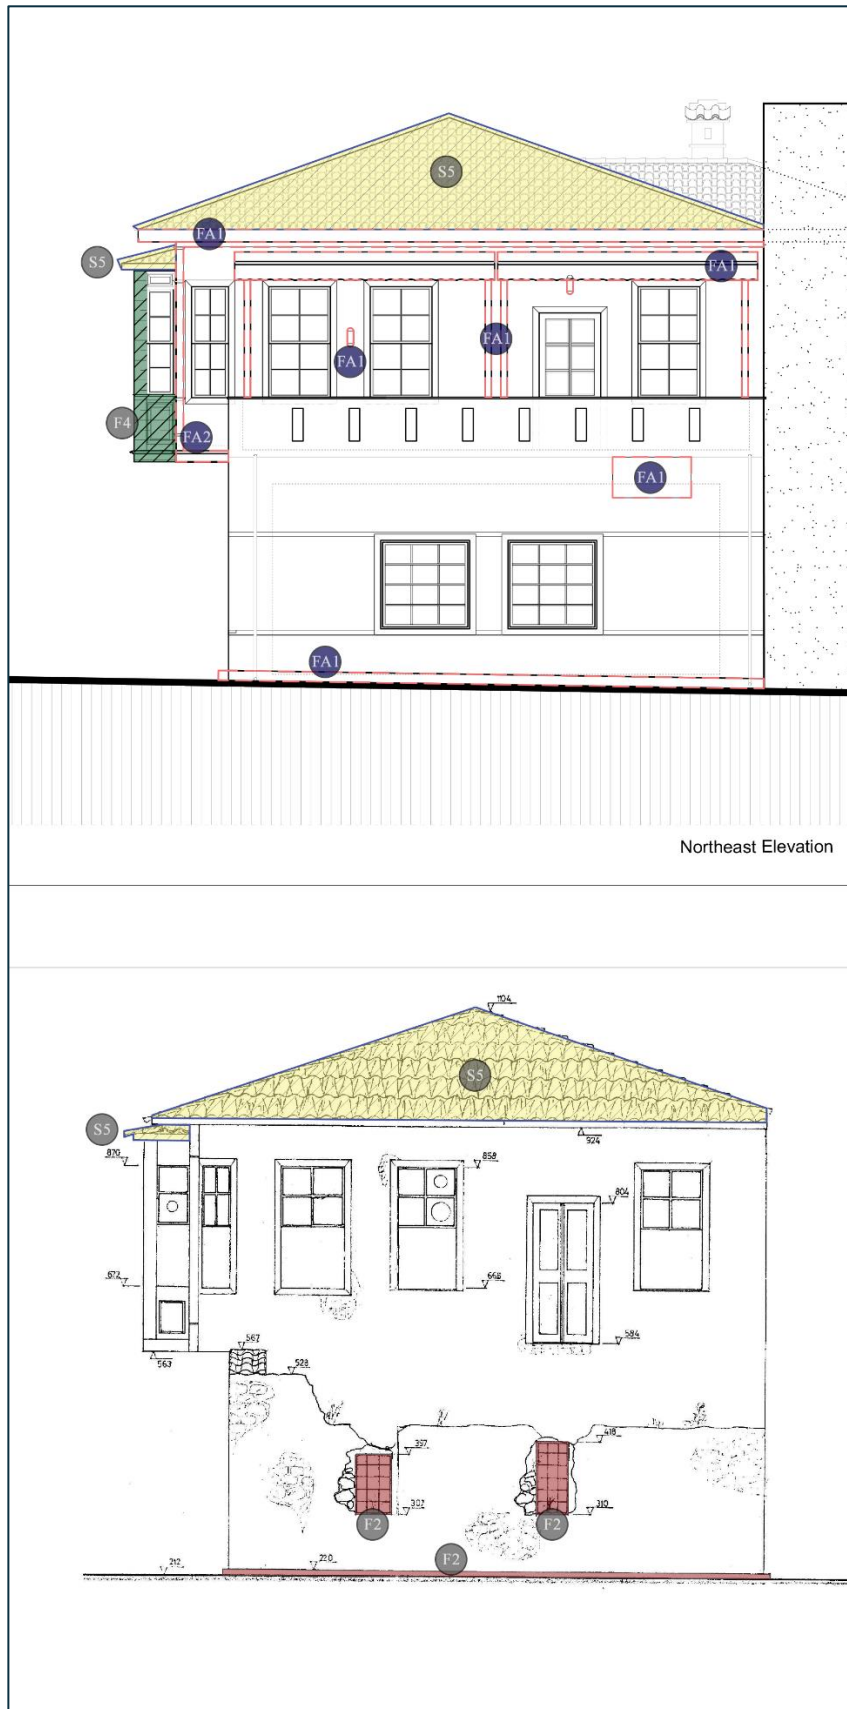 S5
FA1
S5
FA1
FA1
FA1
F4
FA2
FA1
FA1
Northeast Elevation
1104
S5
S5
924
870
858
804
672
668
584
567
563
528
418
397
307
310
F2
F2
F2
220
212